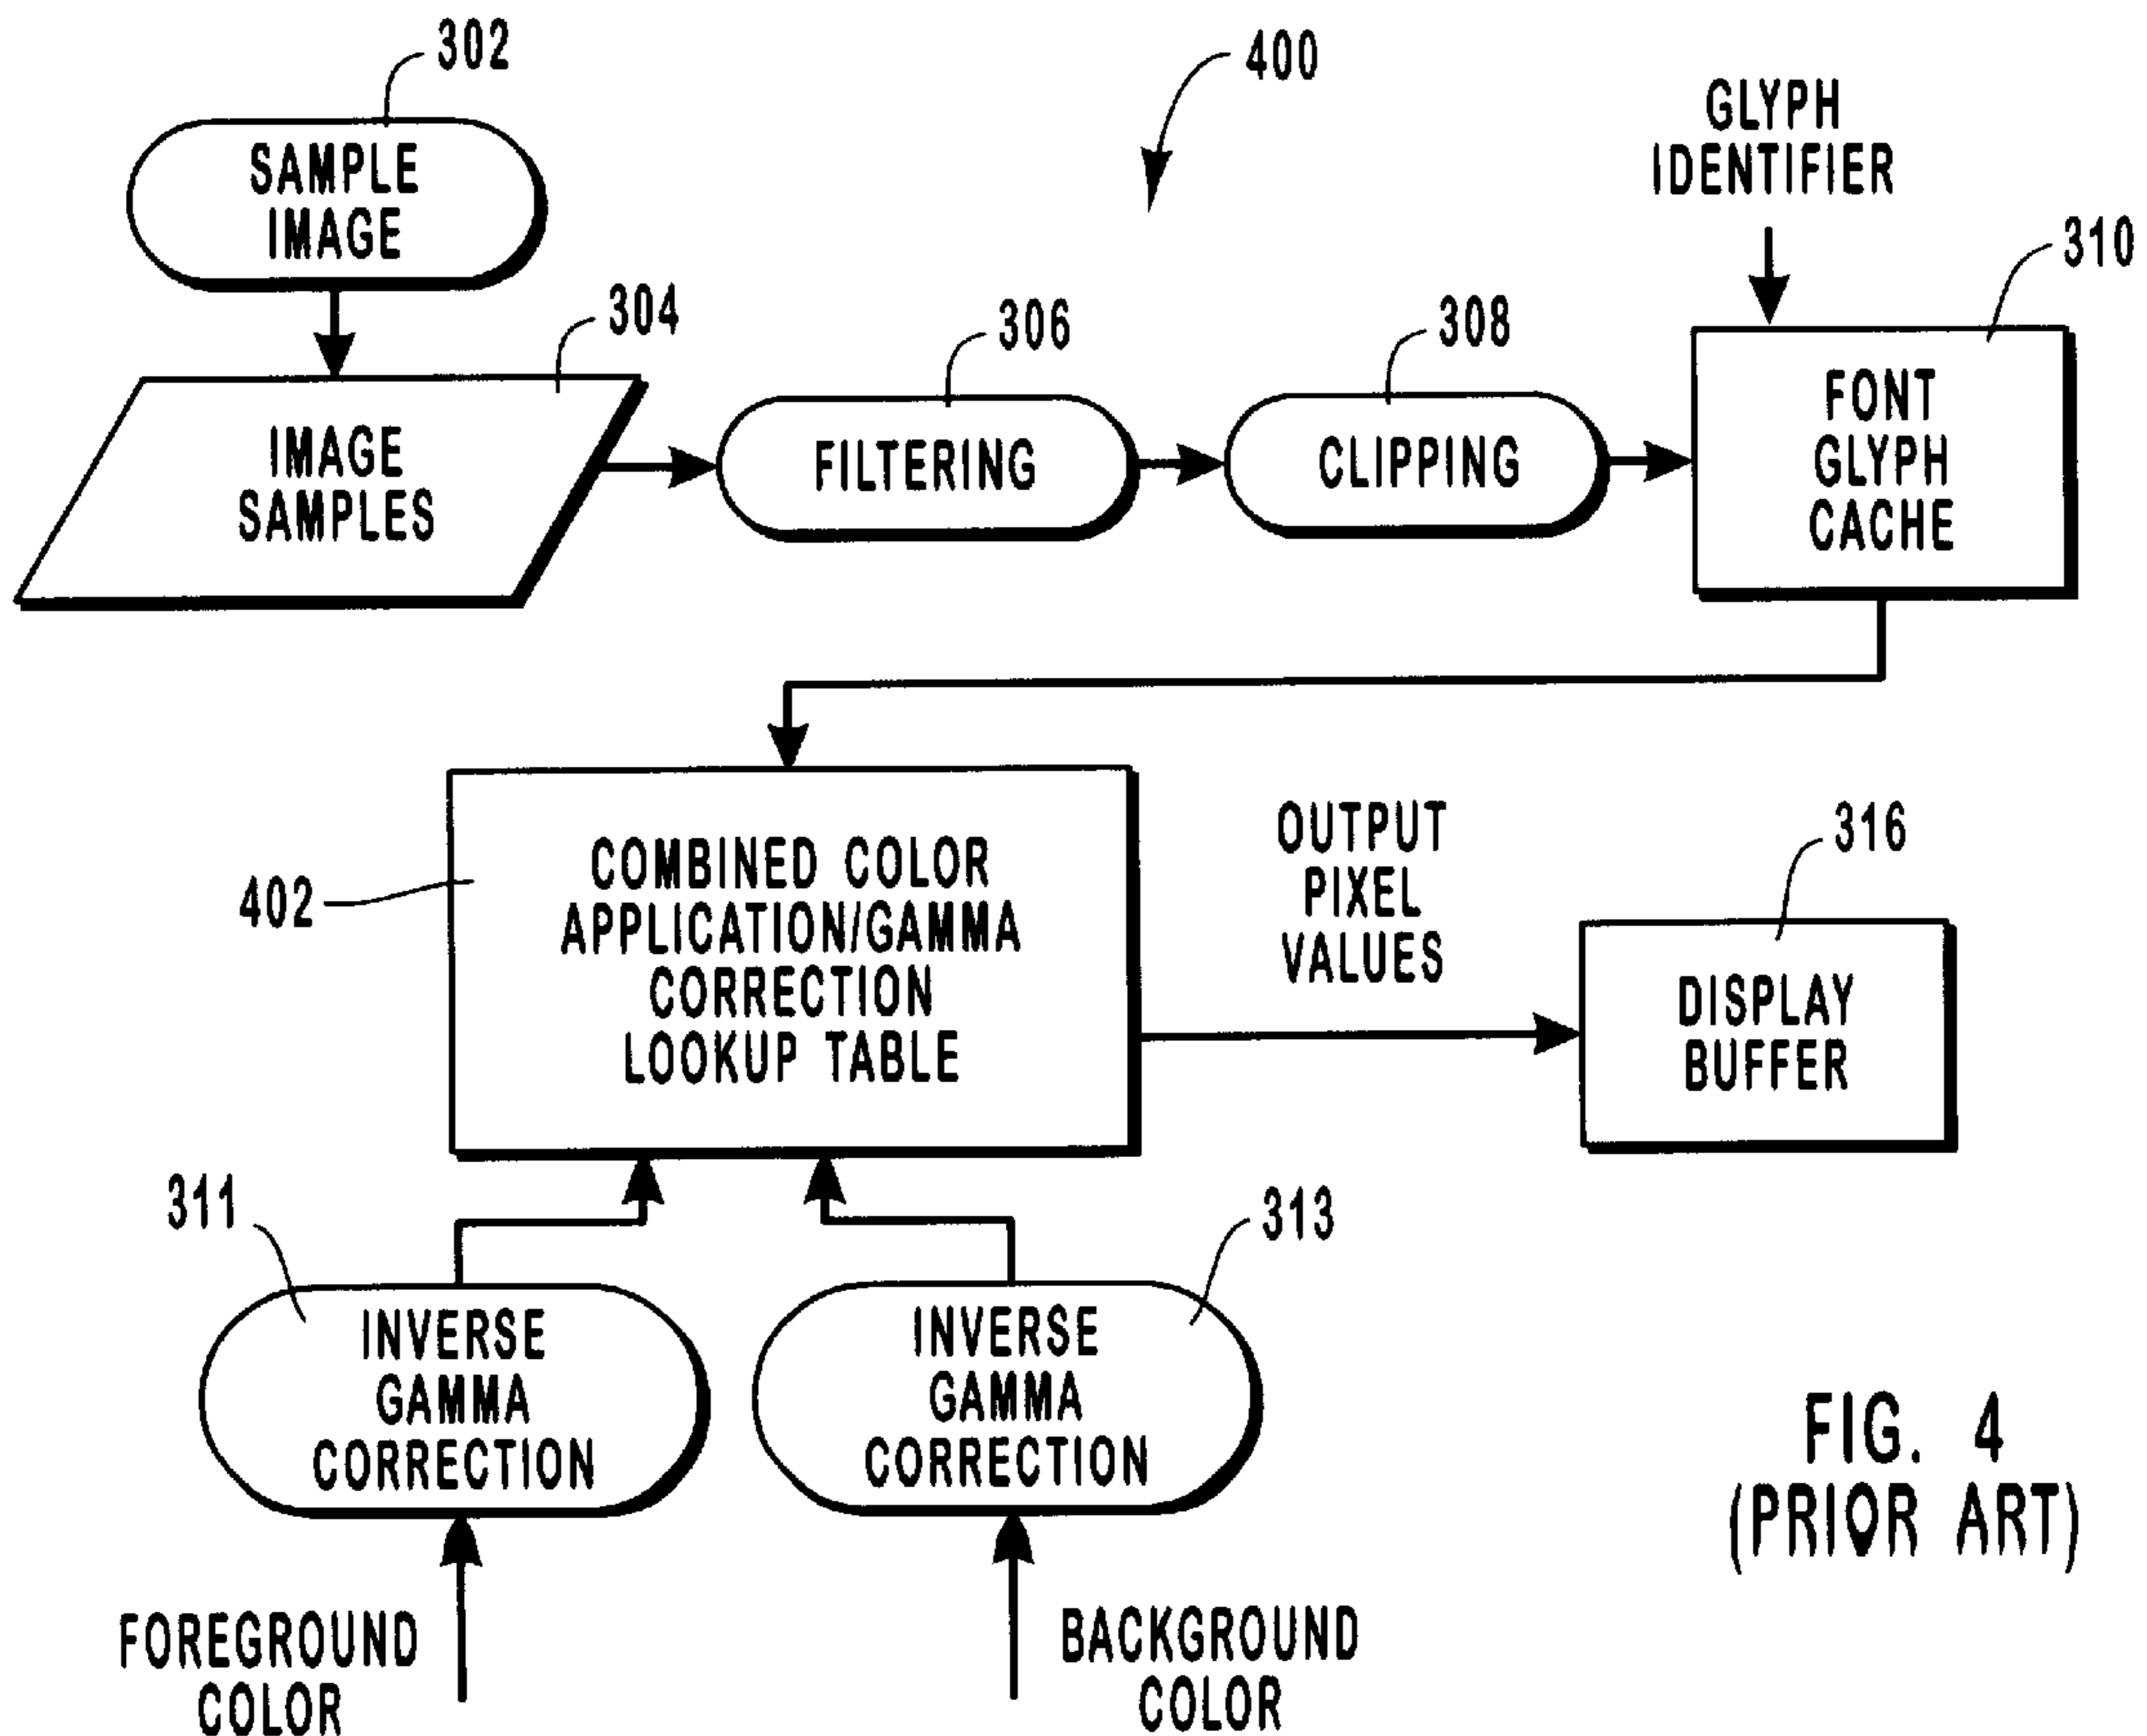 302
400
GLYPH
IDENTIFIER
SAMPLE
IMAGE
310
304
306
308
IMAGE
SAMPLES
FILTERING
CLIPPING
FONT
GLYPH
CACHE
402
COMBINED COLOR
APPLICATION/GAMMA
CORRECTION
LOOKUP TABLE
OUTPUT
PIXEL
VALUES
316
DISPLAY
BUFFER
311
313
INVERSE
GAMMA
CORRECTION
INVERSE
GAMMA
CORRECTION
FOREGROUND
COLOR
BACKGROUND
COLOR
FIG. 4
(PRIOR ART)